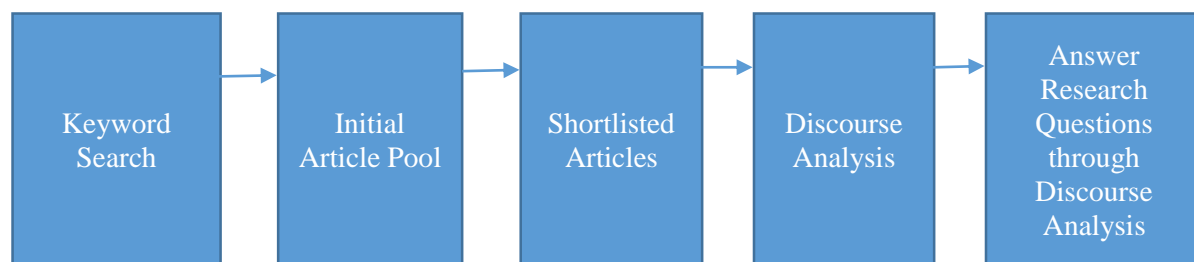 Keyword
Search
Initial
Article Pool
Shortlisted
Articles
Discourse
Analysis
Answer
Research
Questions
through
Discourse
Analysis